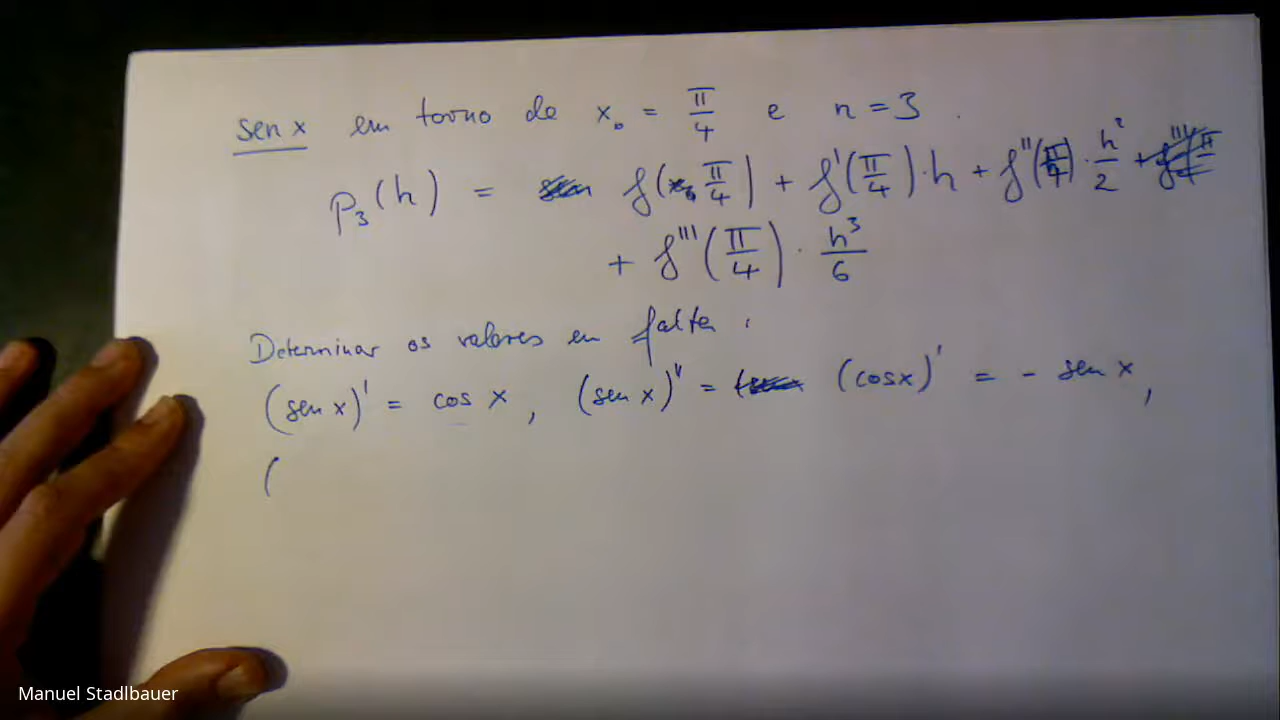 sen x em torno de x₀ = π/4 e n = 3.
P₃(h) = f(π/4) + f'(π/4)·h + f''(π/4)·h²/2
+ f'''(π/4)·h³/6
Determinar os valores em falta:
(sen x)' = cos x, (sen x)'' = (cos x)' = - sen x,
(
Manuel Stadlbauer